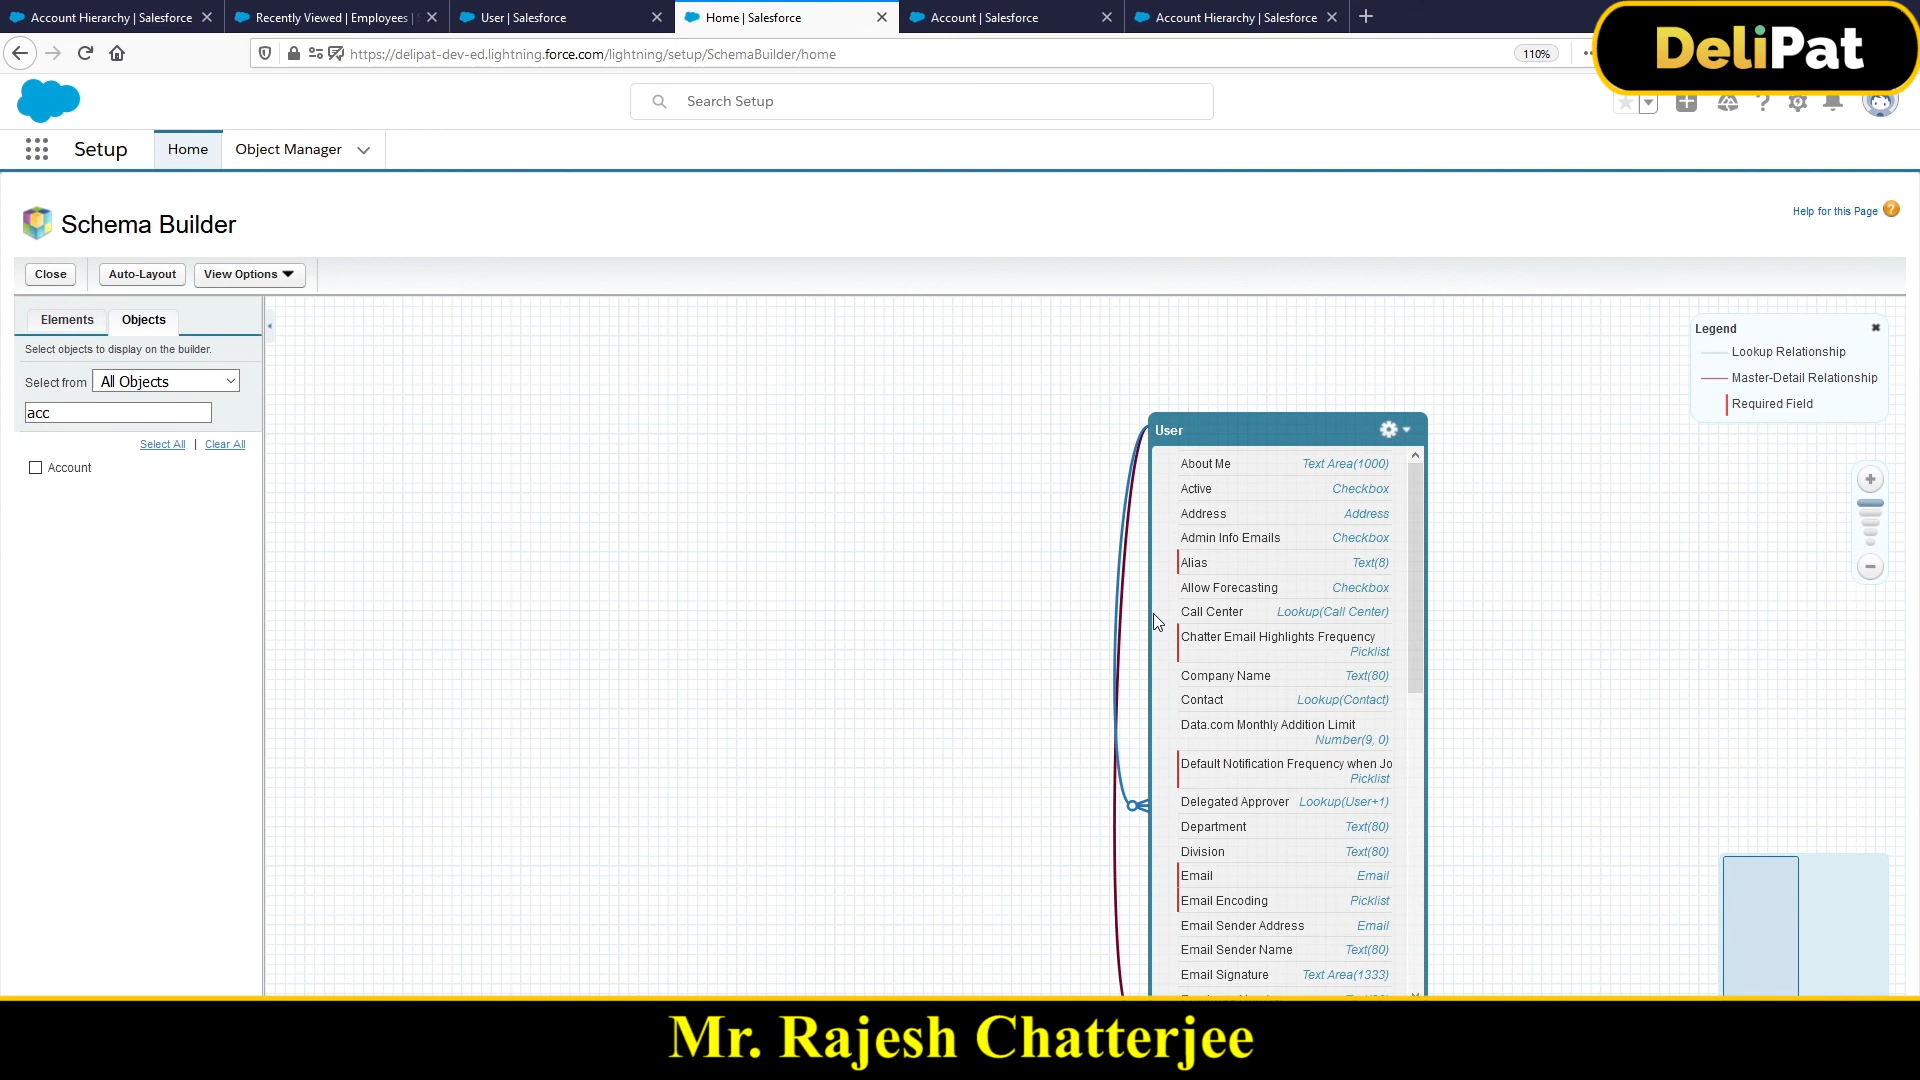 Account Hierarchy | Salesforce
Recently Viewed | Employees |
User | Salesforce
Home | Salesforce
Account | Salesforce
Account Hierarchy | Salesforce
DeliPat
https://delipat-dev-ed.lightning.force.com/lightning/setup/SchemaBuilder/home
110%
Search Setup
Setup
Home
Object Manager
Schema Builder
Help for this Page
Close
Auto-Layout
View Options
Elements
Objects
Select objects to display on the builder.
Select from
All Objects
acc
Select All | Clear All
Account
Legend
Lookup Relationship
Master-Detail Relationship
Required Field
User
About Me Text Area(1000)
Active Checkbox
Address Address
Admin Info Emails Checkbox
Alias Text(8)
Allow Forecasting Checkbox
Call Center Lookup(Call Center)
Chatter Email Highlights Frequency
Picklist
Company Name Text(80)
Contact Lookup(Contact)
Data.com Monthly Addition Limit
Number(9, 0)
Default Notification Frequency when Jo
Picklist
Delegated Approver Lookup(User+1)
Department Text(80)
Division Text(80)
Email Email
Email Encoding Picklist
Email Sender Address Email
Email Sender Name Text(80)
Email Signature Text Area(1333)
Mr. Rajesh Chatterjee